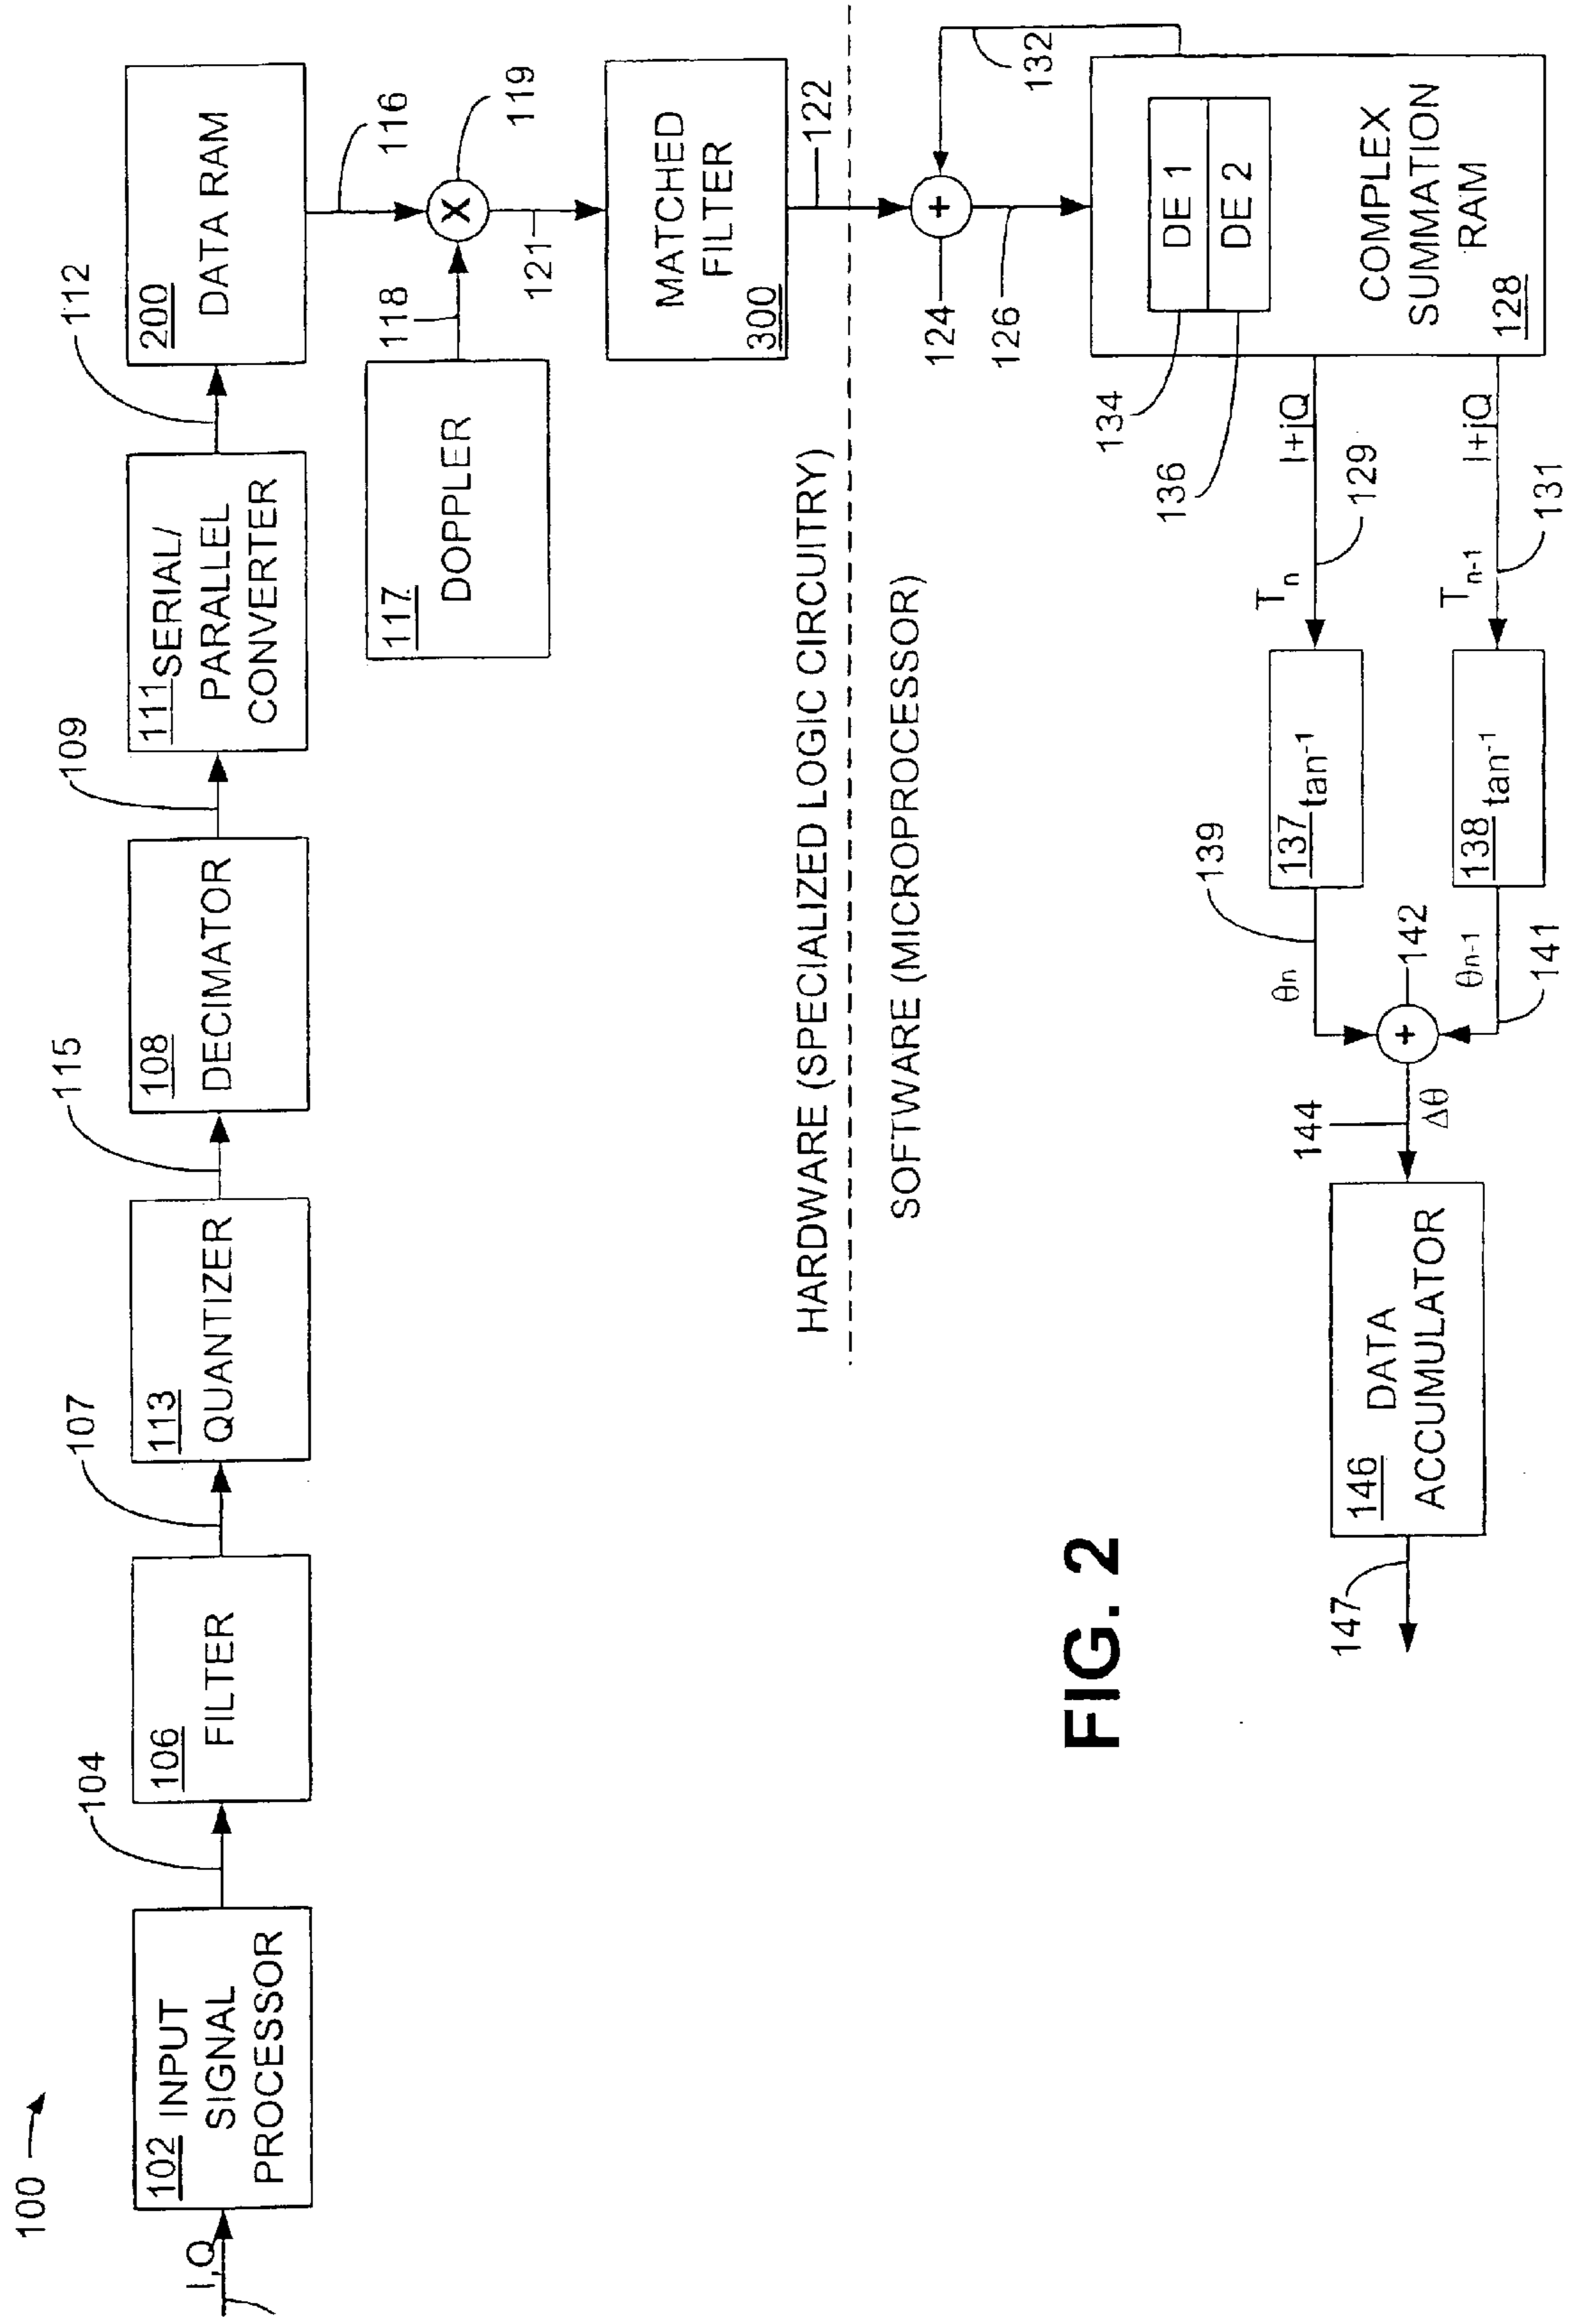 100
I,Q
102 INPUT
SIGNAL
PROCESSOR
104
106
FILTER
107
113
QUANTIZER
115
108
DECIMATOR
109
111 SERIAL/
PARALLEL
CONVERTER
112
200
DATA RAM
116
117
DOPPLER
118
X
119
121
MATCHED
FILTER
300
122
HARDWARE (SPECIALIZED LOGIC CIRCUITRY)
SOFTWARE (MICROPROCESSOR)
124
+
126
132
134
136
DE 1
DE 2
COMPLEX
SUMMATION
RAM
128
I+jQ
129
Tn
I+jQ
131
Tn-1
137 tan-1
138 tan-1
139
θn
θn-1
141
142
+
144
Δθ
146
DATA
ACCUMULATOR
147
FIG. 2